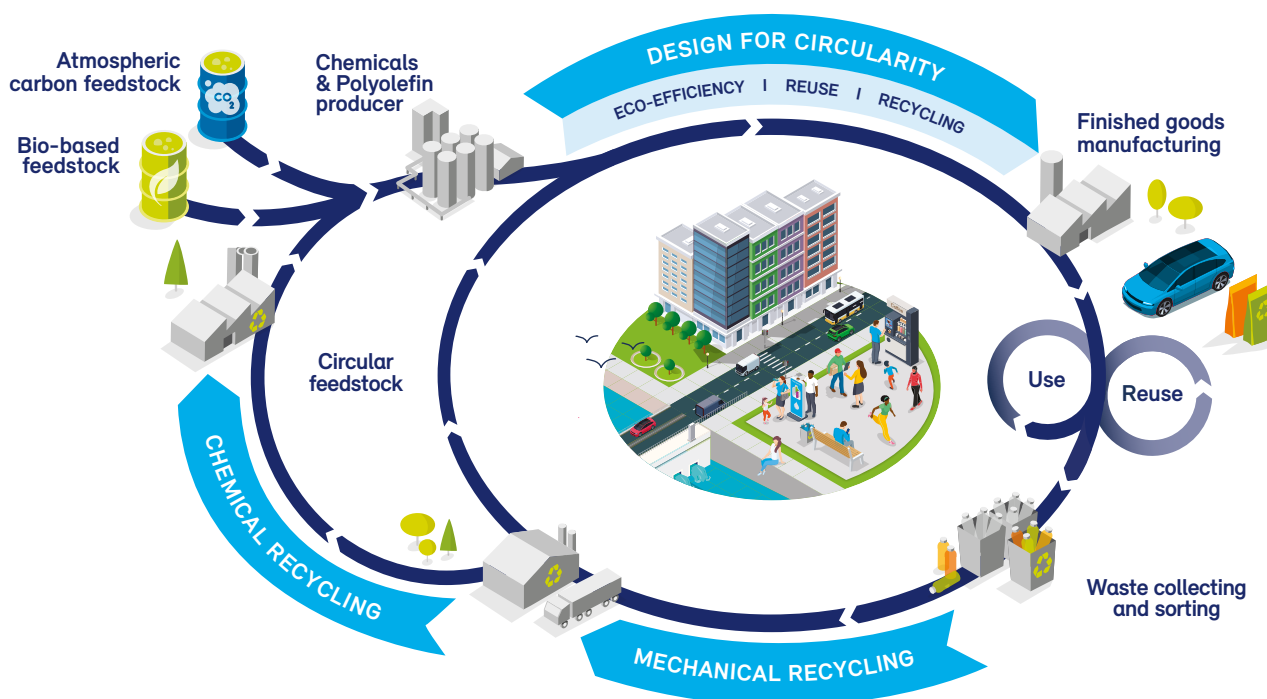 Atmospheric
carbon feedstock
CO2
Bio-based
feedstock
Chemicals
& Polyolefin
producer
DESIGN FOR CIRCULARITY
ECO-EFFICIENCY I REUSE I RECYCLING
Finished goods
manufacturing
Circular
feedstock
Use
Reuse
CHEMICAL RECYCLING
MECHANICAL RECYCLING
Waste collecting
and sorting